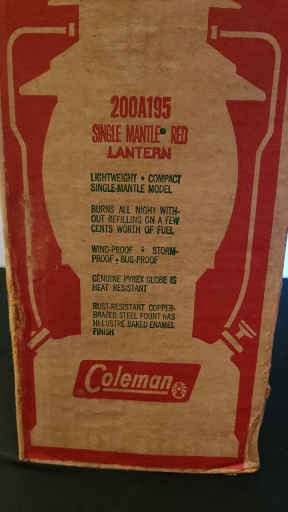 200A195
SINGLE MANTLE® RED
LANTERN
LIGHTWEIGHT • COMPACT
SINGLE-MANTLE MODEL
BURNS ALL NIGHT WITH-
OUT REFILLING ON A FEW
CENTS WORTH OF FUEL
WIND-PROOF • STORM-
PROOF • BUG-PROOF
GENUINE PYREX GLOBE IS
HEAT RESISTANT
RUST-RESISTANT COPPER-
BRAZED STEEL FOUNT HAS
HI-LUSTRE BAKED ENAMEL
FINISH
Coleman